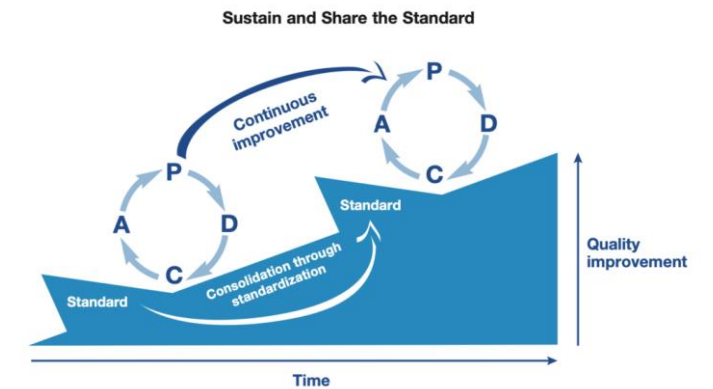 Sustain and Share the Standard
P
D
C
A
Continuous
improvement
P
D
C
A
Standard
Consolidation through
standardization
Standard
Quality
improvement
Time